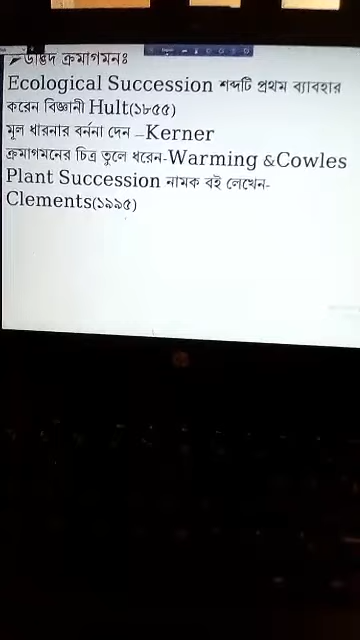 ➤উদ্ভিদ ক্রমাগমনঃ
Ecological Succession শব্দটি প্রথম ব্যাবহার
করেন বিজ্ঞানী Hult(১৮৫৫)
মূল ধারনার বর্ননা দেন –Kerner
ক্রমাগমনের চিত্র তুলে ধরেন-Warming &Cowles
Plant Succession নামক বই লেখেন-
Clements(১৯৯৫)